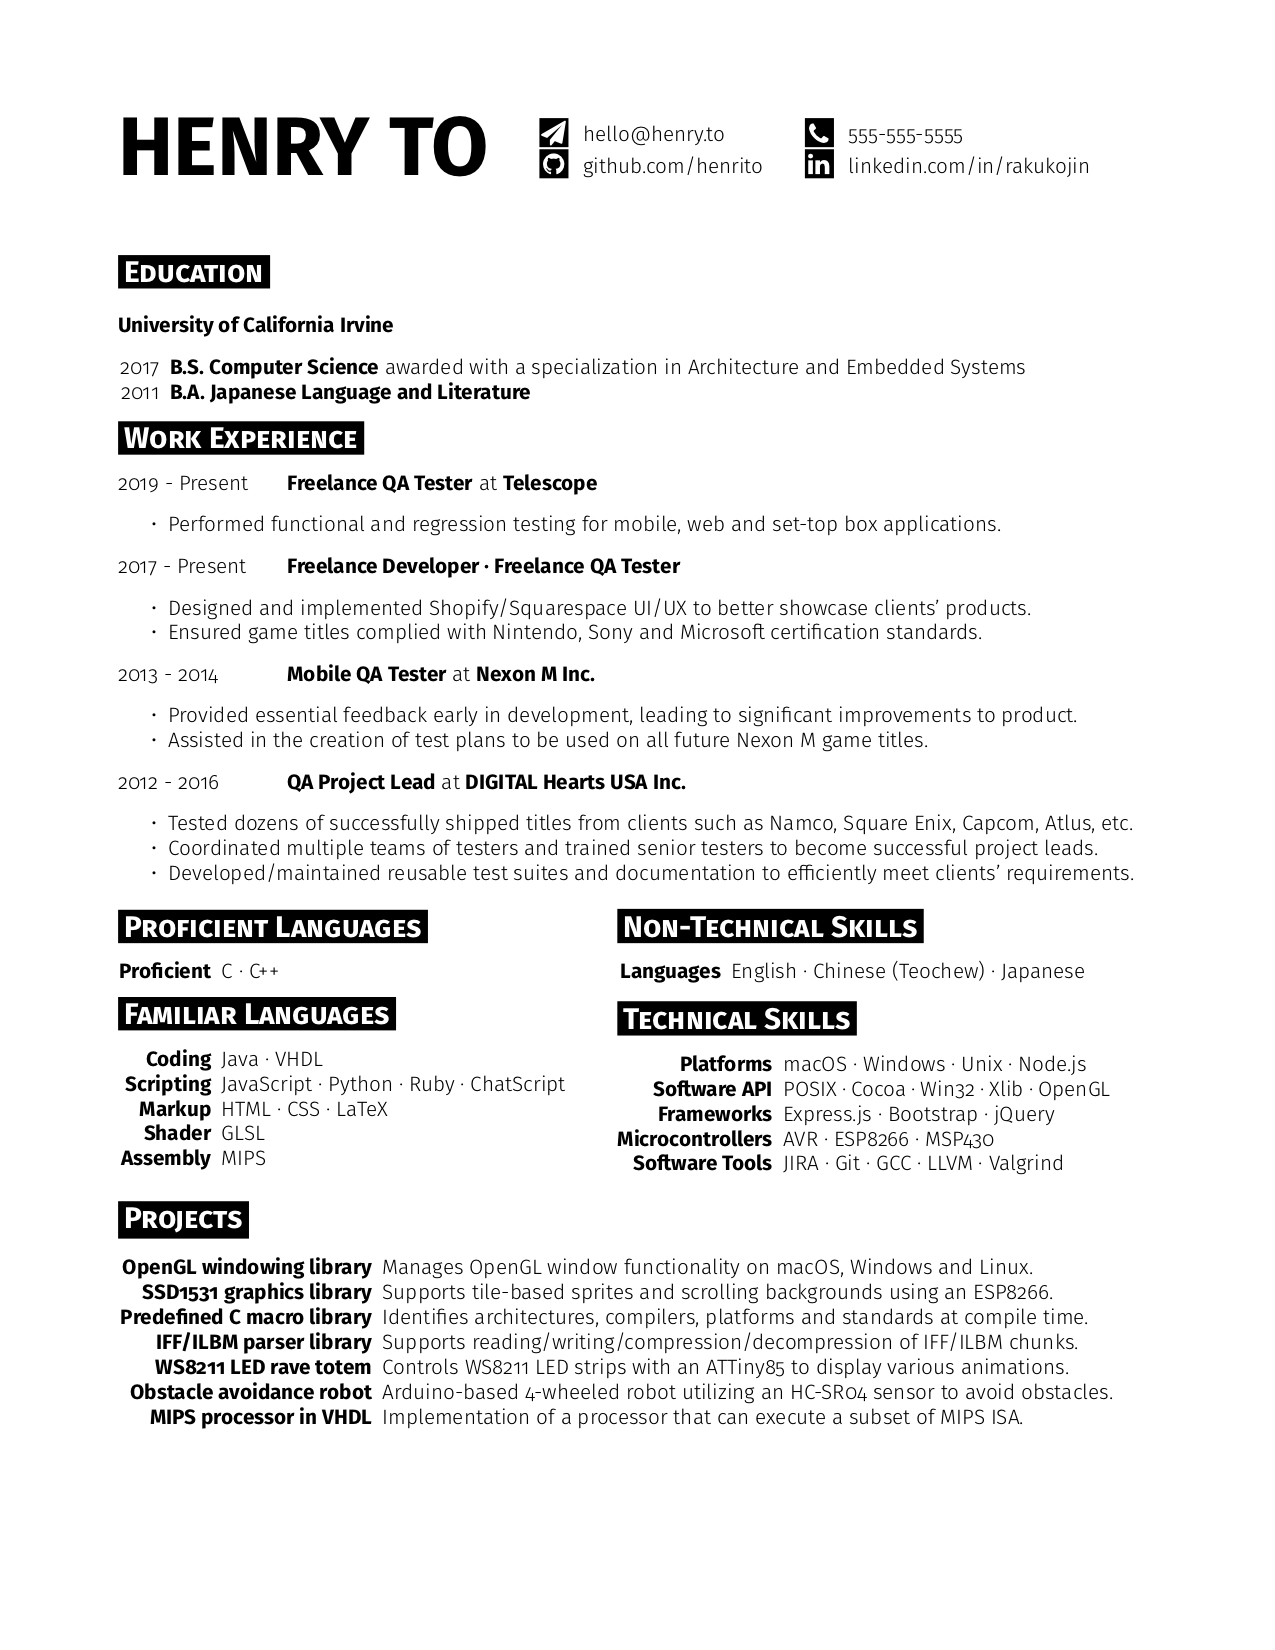 HENRY TO
hello@henry.to
555-555-5555
github.com/henrito
linkedin.com/in/rakukojin
EDUCATION
University of California Irvine
2017 B.S. Computer Science awarded with a specialization in Architecture and Embedded Systems
2011 B.A. Japanese Language and Literature
WORK EXPERIENCE
2019 - Present Freelance QA Tester at Telescope
· Performed functional and regression testing for mobile, web and set-top box applications.
2017 - Present Freelance Developer · Freelance QA Tester
· Designed and implemented Shopify/Squarespace UI/UX to better showcase clients’ products.
· Ensured game titles complied with Nintendo, Sony and Microsoft certification standards.
2013 - 2014 Mobile QA Tester at Nexon M Inc.
· Provided essential feedback early in development, leading to significant improvements to product.
· Assisted in the creation of test plans to be used on all future Nexon M game titles.
2012 - 2016 QA Project Lead at DIGITAL Hearts USA Inc.
· Tested dozens of successfully shipped titles from clients such as Namco, Square Enix, Capcom, Atlus, etc.
· Coordinated multiple teams of testers and trained senior testers to become successful project leads.
· Developed/maintained reusable test suites and documentation to efficiently meet clients’ requirements.
PROFICIENT LANGUAGES
Proficient C · C++
FAMILIAR LANGUAGES
Coding Java · VHDL
Scripting JavaScript · Python · Ruby · ChatScript
Markup HTML · CSS · LaTeX
Shader GLSL
Assembly MIPS
NON-TECHNICAL SKILLS
Languages English · Chinese (Teochew) · Japanese
TECHNICAL SKILLS
Platforms macOS · Windows · Unix · Node.js
Software API POSIX · Cocoa · Win32 · Xlib · OpenGL
Frameworks Express.js · Bootstrap · jQuery
Microcontrollers AVR · ESP8266 · MSP430
Software Tools JIRA · Git · GCC · LLVM · Valgrind
PROJECTS
OpenGL windowing library Manages OpenGL window functionality on macOS, Windows and Linux.
SSD1531 graphics library Supports tile-based sprites and scrolling backgrounds using an ESP8266.
Predefined C macro library Identifies architectures, compilers, platforms and standards at compile time.
IFF/ILBM parser library Supports reading/writing/compression/decompression of IFF/ILBM chunks.
WS8211 LED rave totem Controls WS8211 LED strips with an ATTiny85 to display various animations.
Obstacle avoidance robot Arduino-based 4-wheeled robot utilizing an HC-SR04 sensor to avoid obstacles.
MIPS processor in VHDL Implementation of a processor that can execute a subset of MIPS ISA.